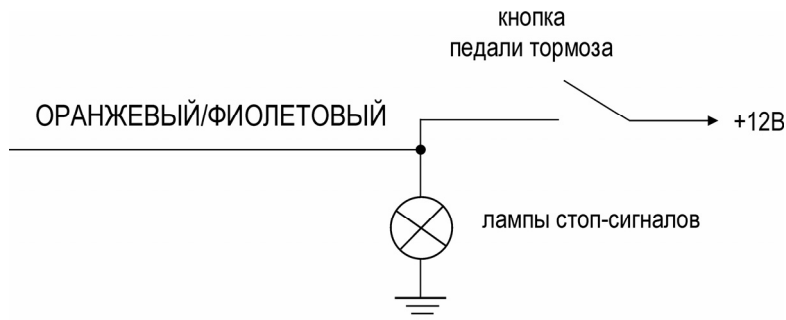 кнопка
педали тормоза
ОРАНЖЕВЫЙ/ФИОЛЕТОВЫЙ
+12В
лампы стоп-сигналов